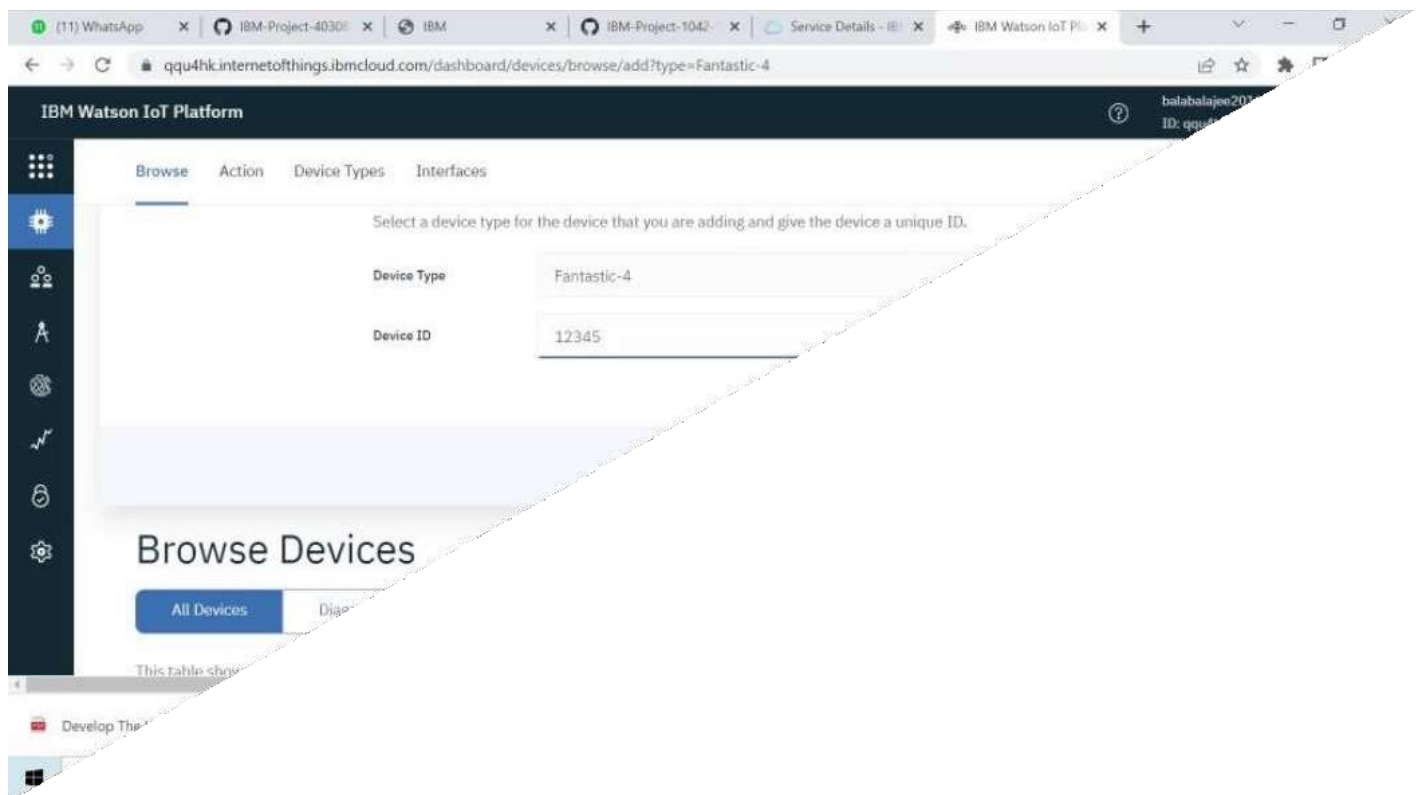 (11) WhatsApp IBM-Project-4030 IBM IBM-Project-1042- Service Details - IB IBM Watson IoT Pl
qqu4hk.internetofthings.ibmcloud.com/dashboard/devices/browse/add?type=Fantastic-4
IBM Watson IoT Platform
balabalajee201
ID: qqu4
Browse Action Device Types Interfaces
Select a device type for the device that you are adding and give the device a unique ID.
Device Type Fantastic-4
Device ID 12345
Browse Devices
All Devices Diag
This table show
Develop The